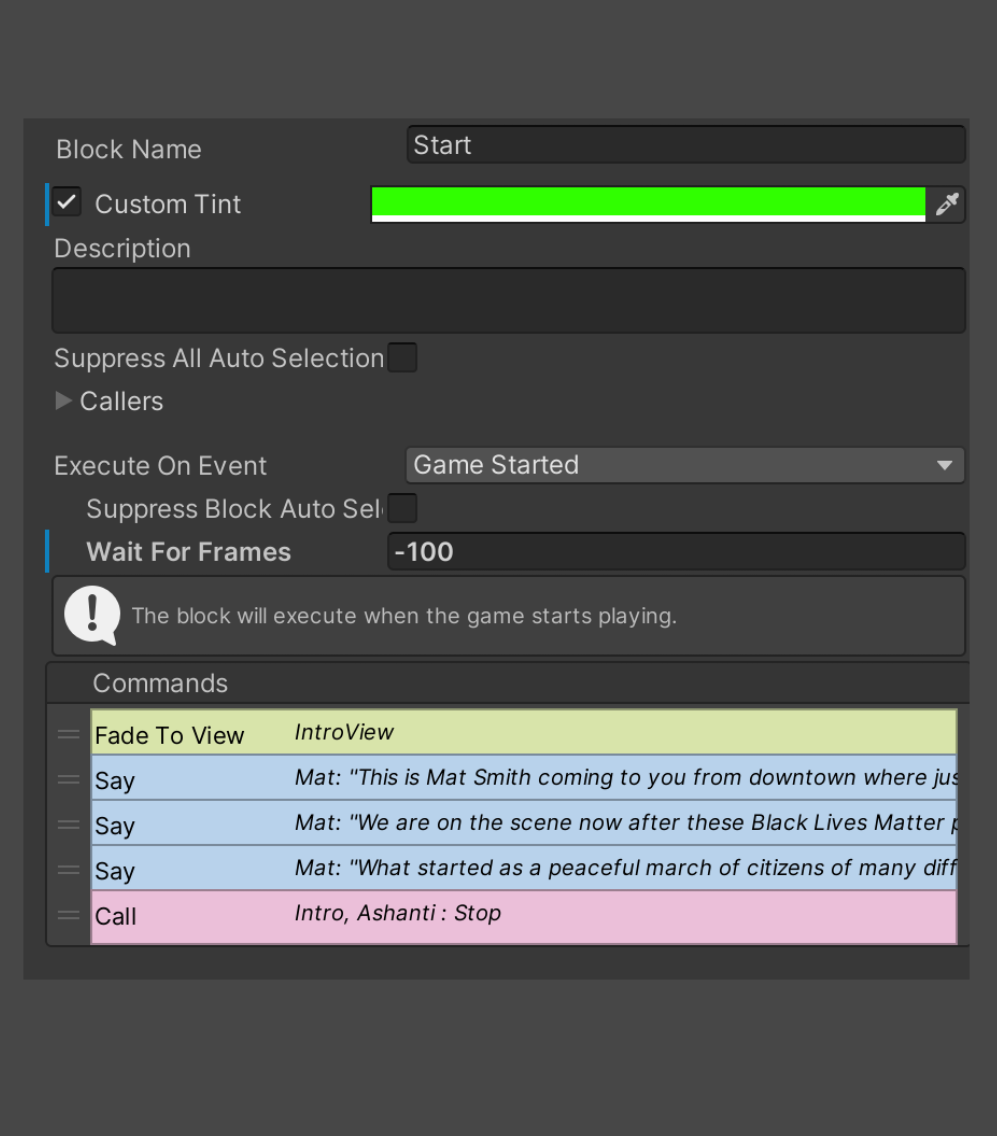 Block Name Start
Custom Tint
Description
Suppress All Auto Selection
Callers
Execute On Event Game Started
Suppress Block Auto Sel
Wait For Frames -100
The block will execute when the game starts playing.
Commands
Fade To View IntroView
Say Mat: "This is Mat Smith coming to you from downtown where jus
Say Mat: "We are on the scene now after these Black Lives Matter p
Say Mat: "What started as a peaceful march of citizens of many diff
Call Intro, Ashanti : Stop